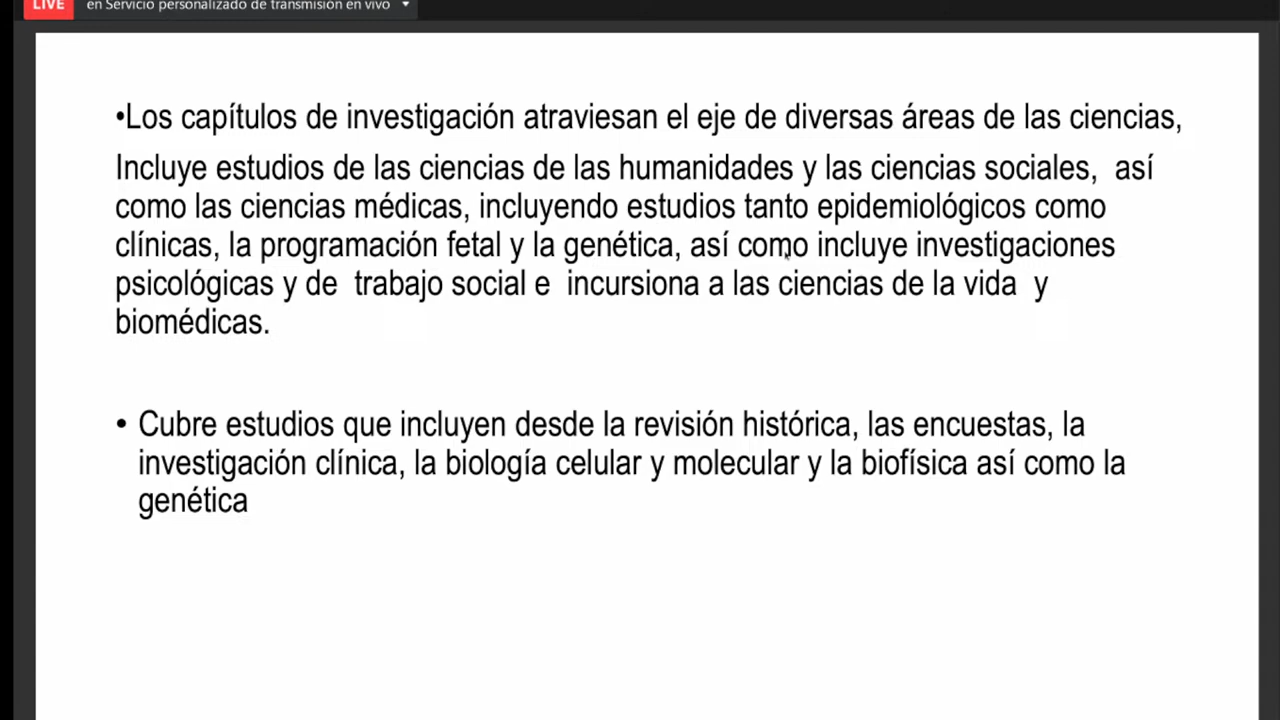 LIVE en Servicio personalizado de transmisión en vivo
•Los capítulos de investigación atraviesan el eje de diversas áreas de las ciencias,
Incluye estudios de las ciencias de las humanidades y las ciencias sociales, así
como las ciencias médicas, incluyendo estudios tanto epidemiológicos como
clínicas, la programación fetal y la genética, así como incluye investigaciones
psicológicas y de trabajo social e incursiona a las ciencias de la vida y
biomédicas.
• Cubre estudios que incluyen desde la revisión histórica, las encuestas, la
investigación clínica, la biología celular y molecular y la biofísica así como la
genética